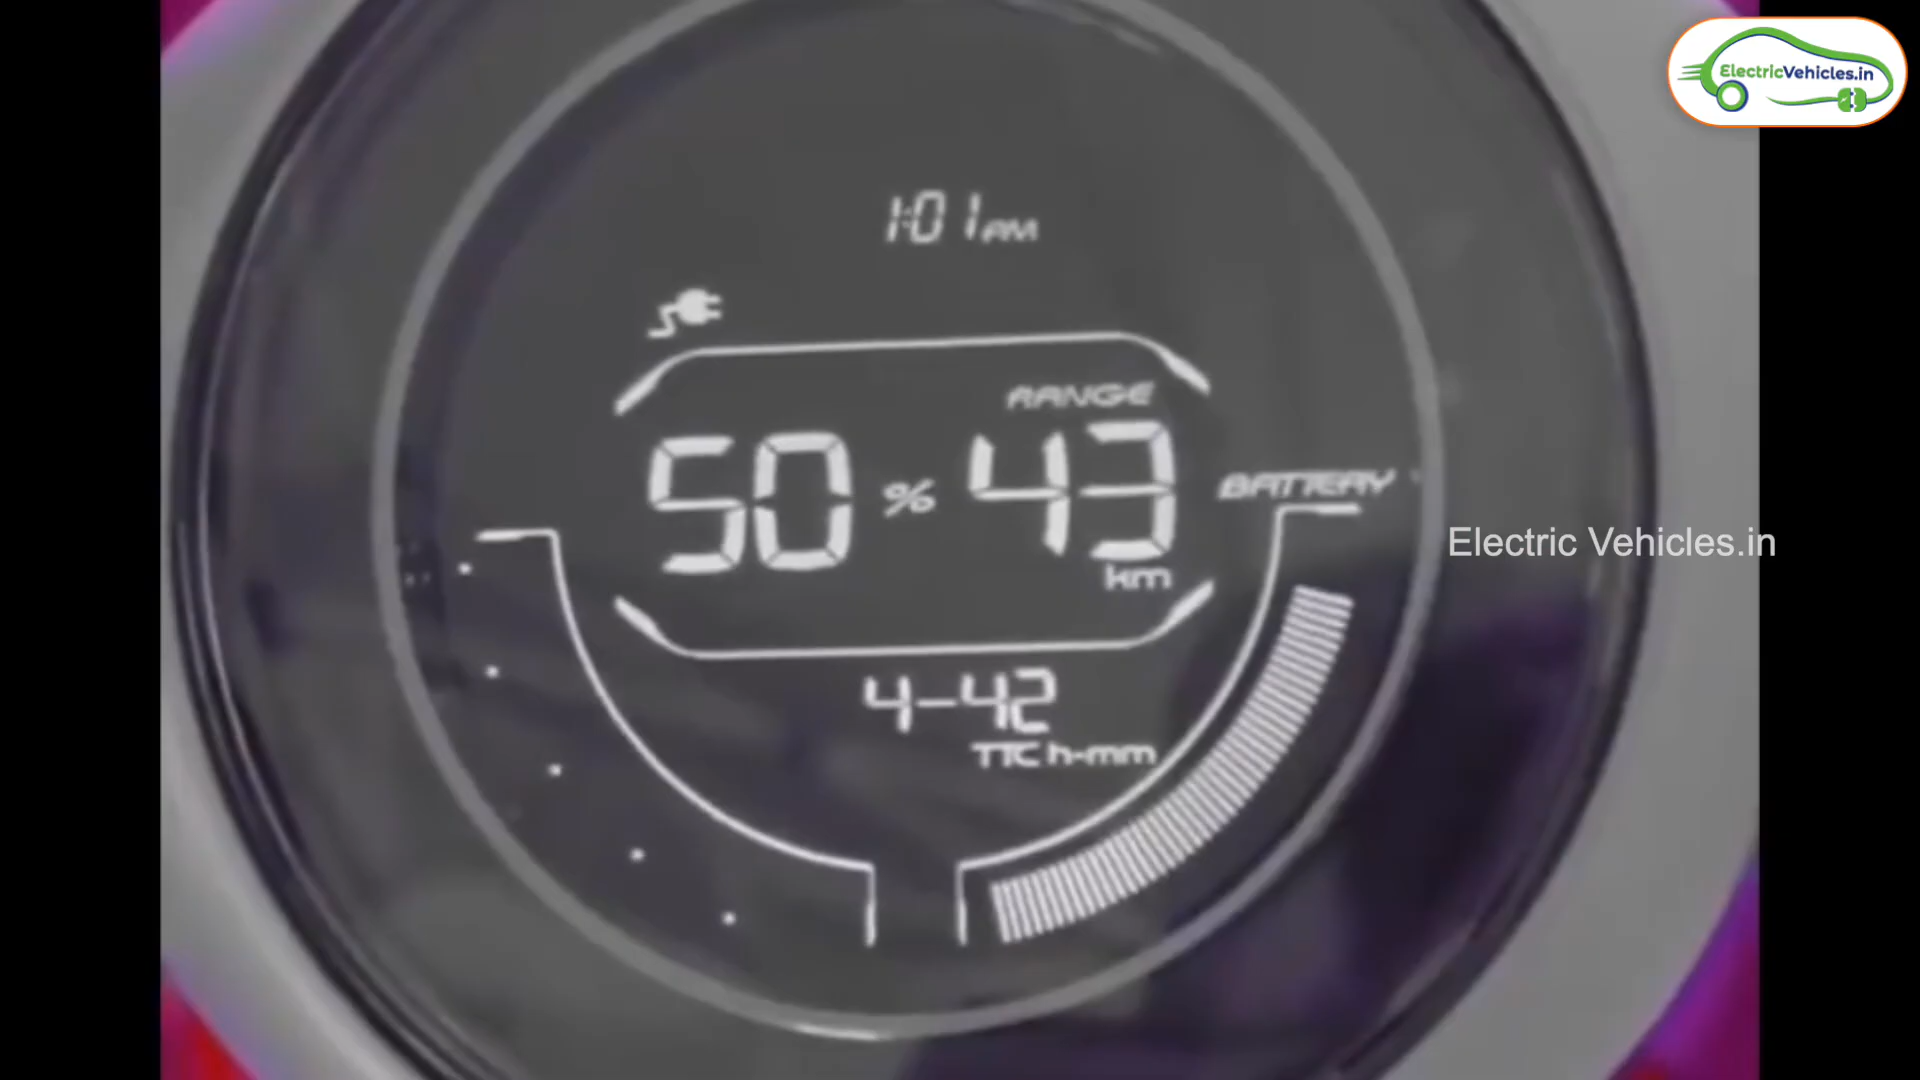 ElectricVehicles.in
1:01 AM
RANGE
50 % 43
km
BATTERY
Electric Vehicles.in
4-42
TTC h-mm